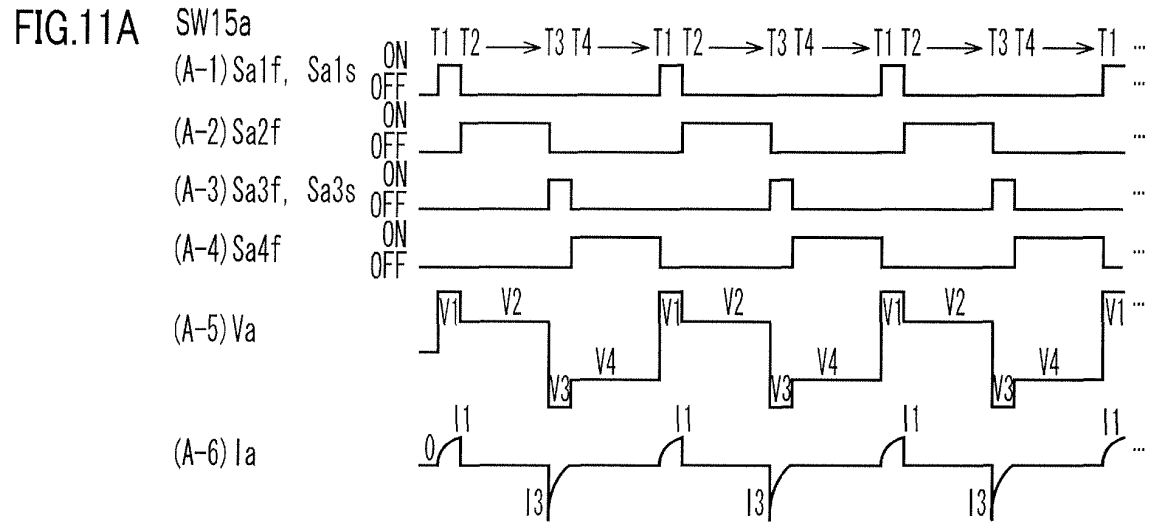 FIG.11A SW15a
T1 T2 → T3 T4 → T1 T2 → T3 T4 → T1 T2 → T3 T4 → T1 ...
(A-1) Sa1f, Sa1s ON OFF ...
(A-2) Sa2f ON OFF ...
(A-3) Sa3f, Sa3s ON OFF ...
(A-4) Sa4f ON OFF ...
(A-5) Va V1 V2 V3 V4 V1 V2 V3 V4 V1 V2 V3 V4 V1 ...
(A-6) Ia 0 I1 I3 I1 I3 I1 I3 I1 ...